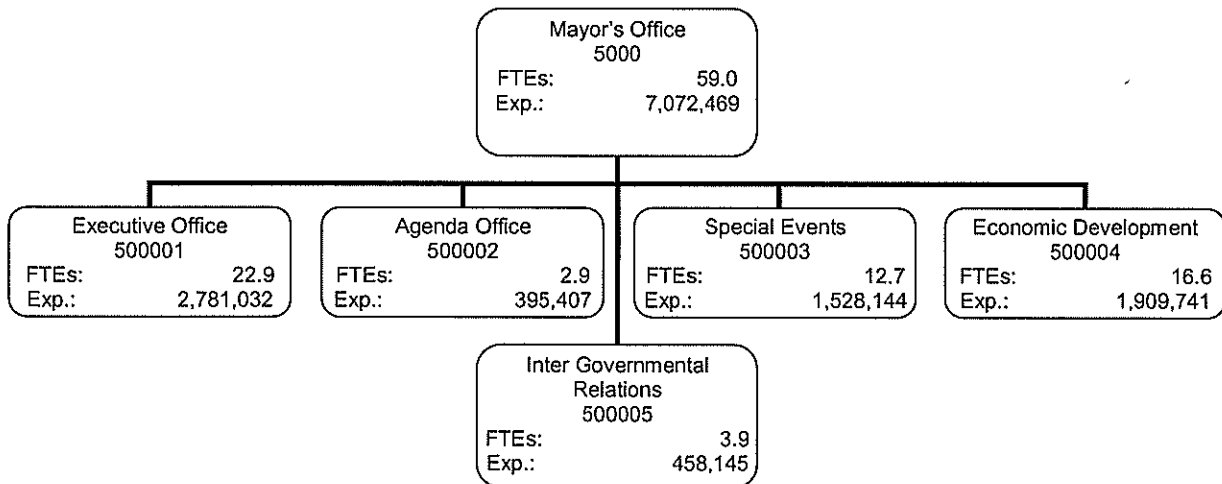 Mayor's Office
5000
FTEs: 59.0
Exp.: 7,072,469
Executive Office
500001
FTEs: 22.9
Exp.: 2,781,032
Agenda Office
500002
FTEs: 2.9
Exp.: 395,407
Special Events
500003
FTEs: 12.7
Exp.: 1,528,144
Economic Development
500004
FTEs: 16.6
Exp.: 1,909,741
Inter Governmental
Relations
500005
FTEs: 3.9
Exp.: 458,145